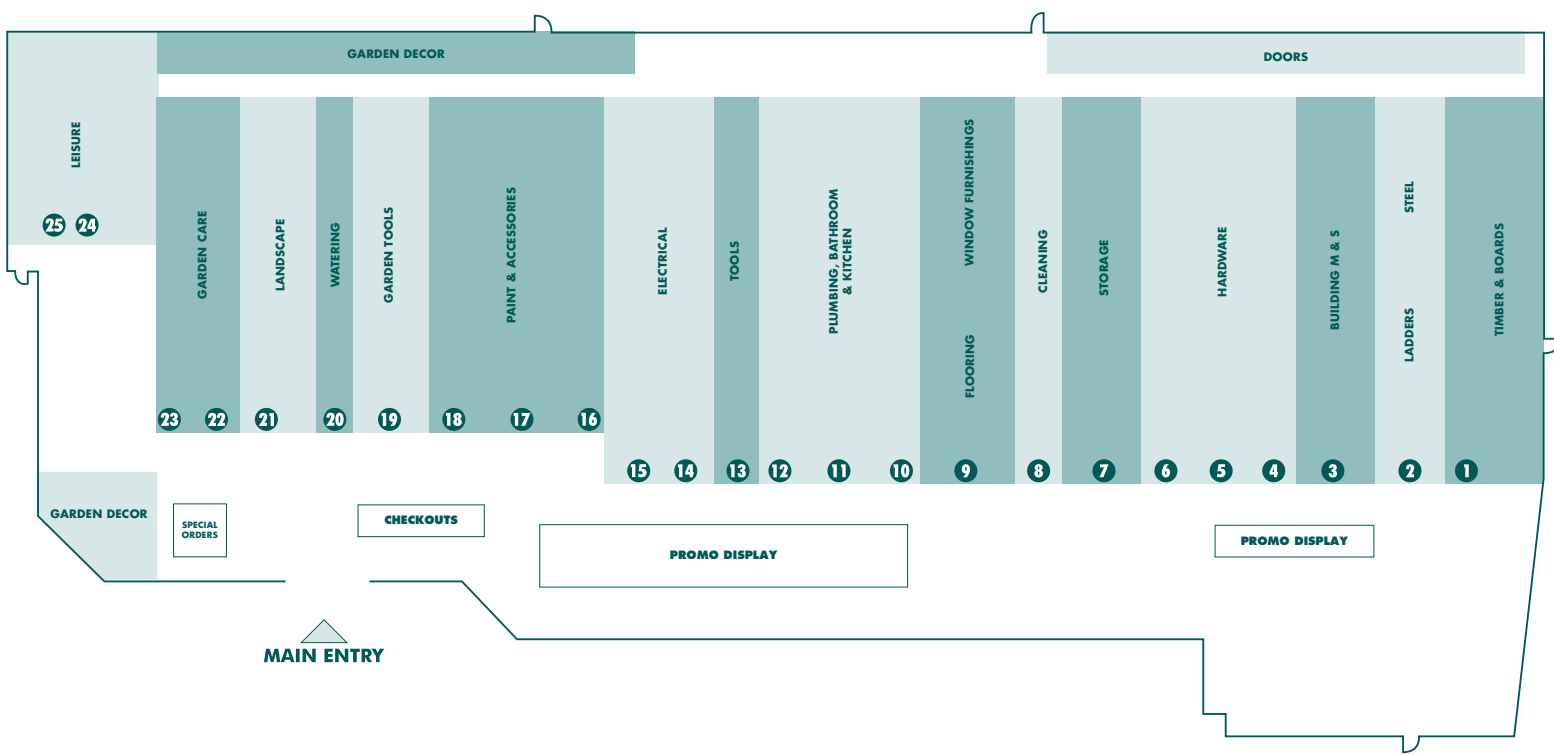 GARDEN DECOR
DOORS
LEISURE
25 24
GARDEN CARE
LANDSCAPE
WATERING
GARDEN TOOLS
PAINT & ACCESSORIES
ELECTRICAL
TOOLS
PLUMBING, BATHROOM
& KITCHEN
WINDOW FURNISHINGS
FLOORING
CLEANING
STORAGE
HARDWARE
BUILDING M & S
STEEL
LADDERS
TIMBER & BOARDS
23 22 21 20 19 18 17 16
15 14 13 12 11 10 9 8 7 6 5 4 3 2 1
GARDEN DECOR
SPECIAL
ORDERS
CHECKOUTS
PROMO DISPLAY
PROMO DISPLAY
MAIN ENTRY